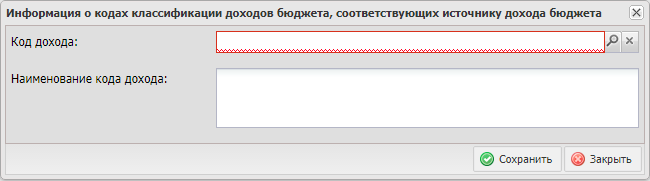 Информация о кодах классификации доходов бюджета, соответствующих источнику дохода бюджета
Код дохода:
Наименование кода дохода:
Сохранить Закрыть